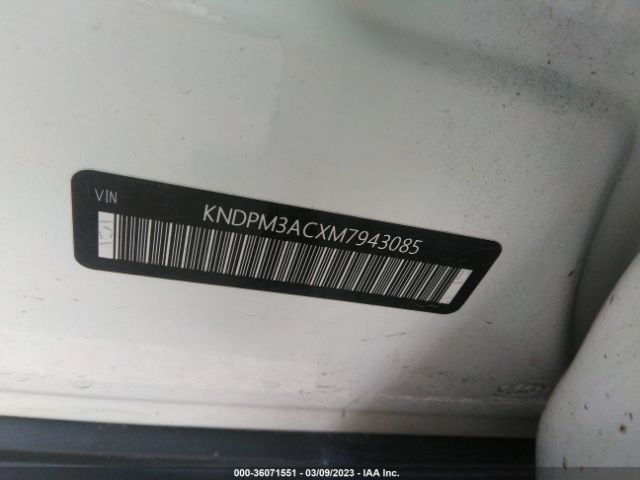 VIN
KNDPM3ACXM7943085
000-36071551 | 03/09/2023 | IAA Inc.